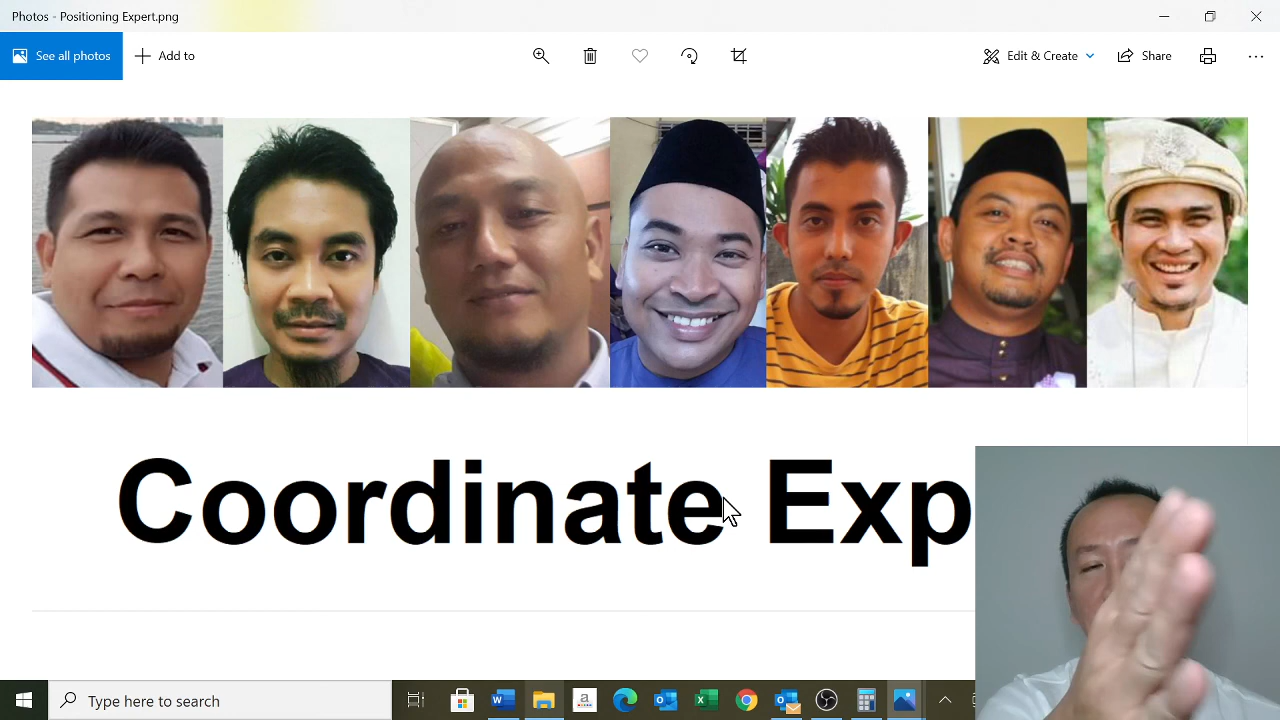 Photos - Positioning Expert.png
See all photos
Add to
Edit & Create
Share
Coordinate Exp
Type here to search